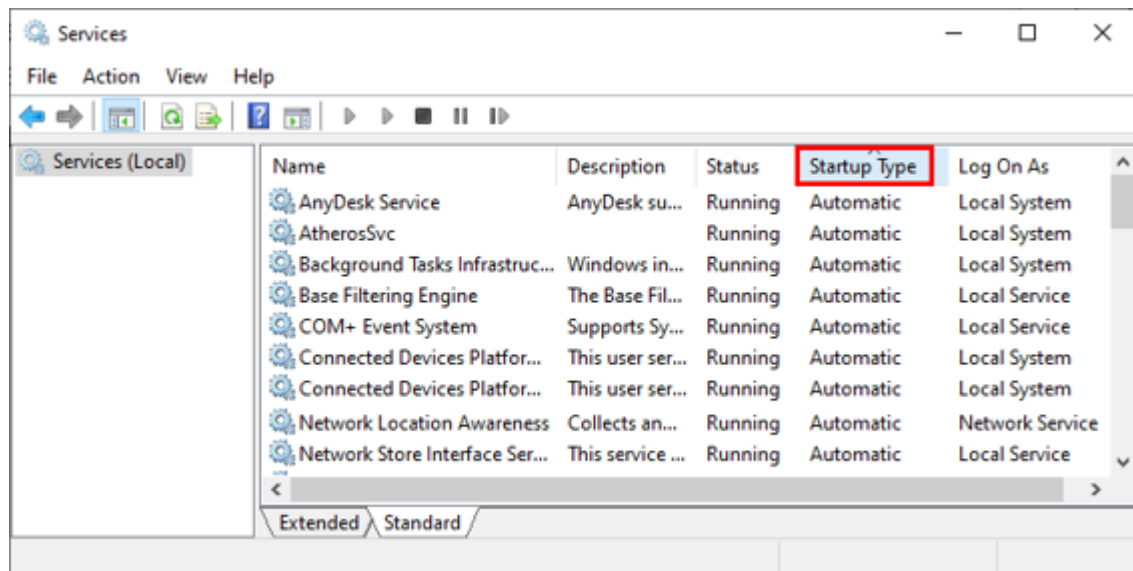 Services
File Action View Help
Services (Local)
Name Description Status Startup Type Log On As
AnyDesk Service AnyDesk su... Running Automatic Local System
AtherosSvc Running Automatic Local System
Background Tasks Infrastruc... Windows in... Running Automatic Local System
Base Filtering Engine The Base Fil... Running Automatic Local Service
COM+ Event System Supports Sy... Running Automatic Local Service
Connected Devices Platfor... This user ser... Running Automatic Local System
Connected Devices Platfor... This user ser... Running Automatic Local System
Network Location Awareness Collects an... Running Automatic Network Service
Network Store Interface Ser... This service ... Running Automatic Local Service
Extended Standard